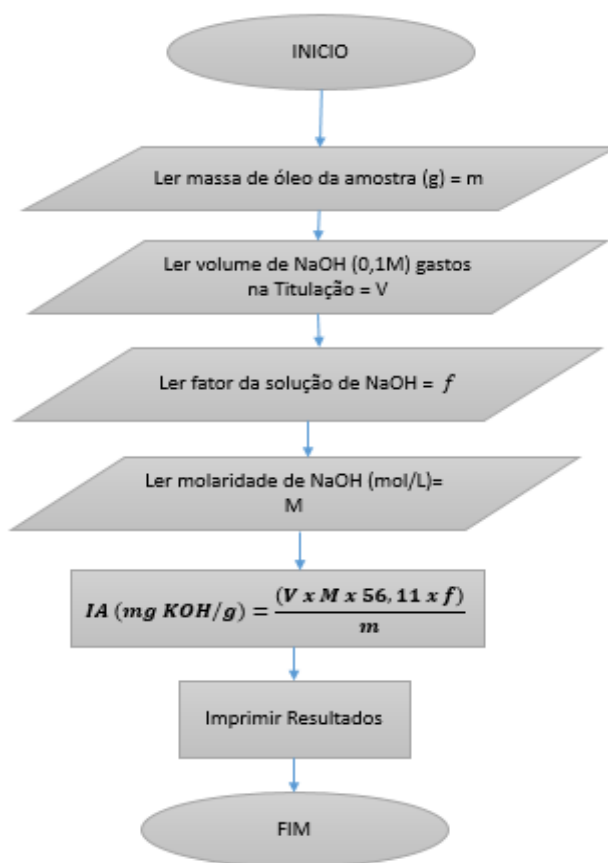 INICIO
Ler massa de óleo da amostra (g) = m
Ler volume de NaOH (0,1M) gastos
na Titulação = V
Ler fator da solução de NaOH = f
Ler molaridade de NaOH (mol/L)=
M
IA (mg KOH/g) = (V x M x 56, 11 x f) / m
Imprimir Resultados
FIM